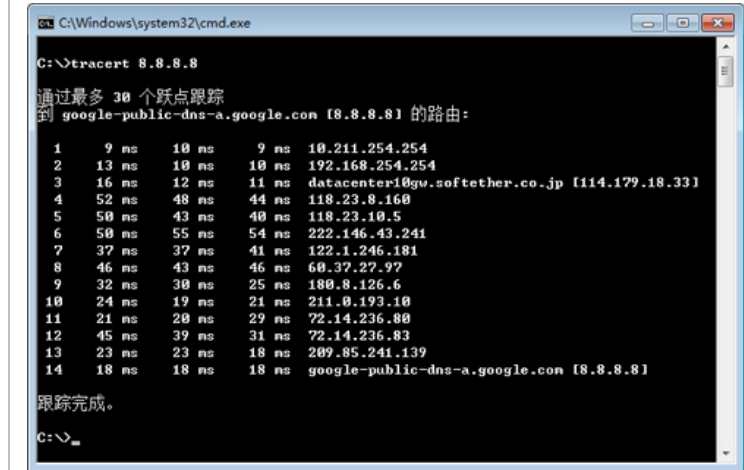 C:\Windows\system32\cmd.exe
C:\>tracert 8.8.8.8
通过最多 30 个跃点跟踪
到 google-public-dns-a.google.com [8.8.8.8] 的路由:
1 9 ms 10 ms 9 ms 10.211.254.254
2 13 ms 10 ms 10 ms 192.168.254.254
3 16 ms 12 ms 11 ms datacenter10gw.softether.co.jp [114.179.18.33]
4 52 ms 48 ms 44 ms 118.23.8.160
5 50 ms 43 ms 40 ms 118.23.10.5
6 50 ms 55 ms 54 ms 222.146.43.241
7 37 ms 37 ms 41 ms 122.1.246.181
8 46 ms 43 ms 46 ms 60.37.27.97
9 32 ms 30 ms 25 ms 180.8.126.6
10 24 ms 19 ms 21 ms 211.0.193.10
11 21 ms 20 ms 29 ms 72.14.236.80
12 45 ms 39 ms 31 ms 72.14.236.83
13 23 ms 23 ms 18 ms 209.85.241.139
14 18 ms 18 ms 18 ms google-public-dns-a.google.com [8.8.8.8]
跟踪完成。
C:\>_